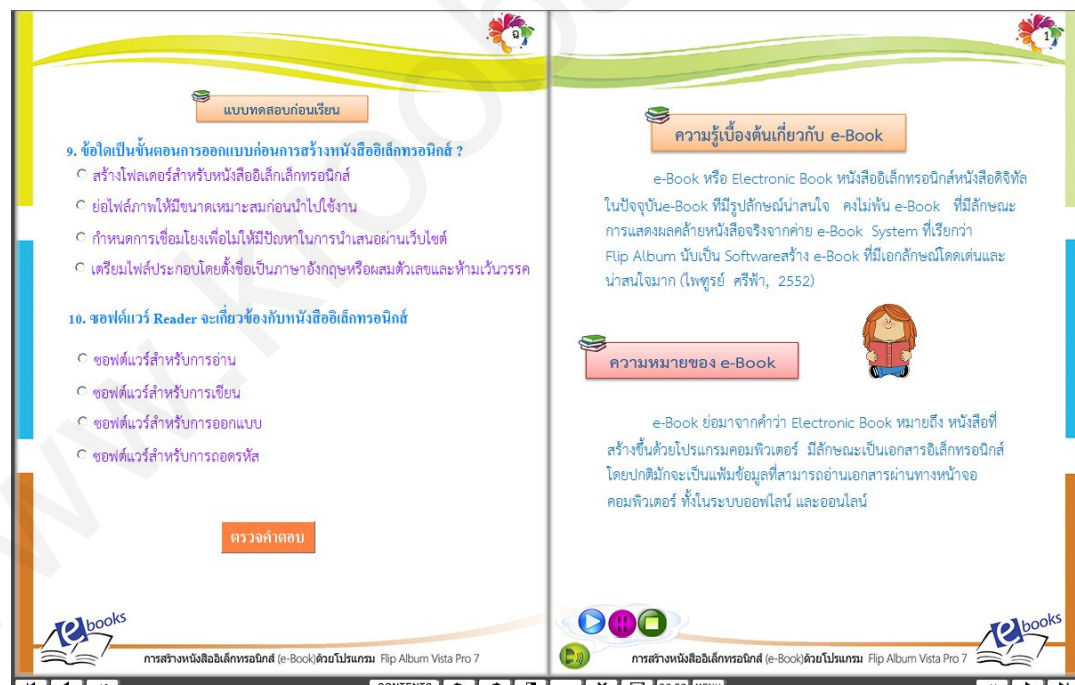 ฉ
แบบทดสอบก่อนเรียน
9. ข้อใดเป็นขั้นตอนการออกแบบก่อนการสร้างหนังสืออิเล็กทรอนิกส์ ?
สร้างโฟลเดอร์สำหรับหนังสืออิเล็กเล็กทรอนิกส์
ย่อไฟล์ภาพให้มีขนาดเหมาะสมก่อนนำไปใช้งาน
กำหนดการเชื่อมโยงเพื่อไม่ให้มีปัญหาในการนำเสนอผ่านเว็บไซต์
เตรียมไฟล์ประกอบโดยตั้งชื่อเป็นภาษาอังกฤษหรือผสมตัวเลขและห้ามเว้นวรรค
10. ซอฟต์แวร์ Reader จะเกี่ยวข้องกับหนังสืออิเล็กทรอนิกส์
ซอฟต์แวร์สำหรับการอ่าน
ซอฟต์แวร์สำหรับการเขียน
ซอฟต์แวร์สำหรับการออกแบบ
ซอฟต์แวร์สำหรับการถอดรหัส
ตรวจคำตอบ
ebooks
การสร้างหนังสืออิเล็กทรอนิกส์ (e-Book)ด้วยโปรแกรม Flip Album Vista Pro 7
1
ความรู้เบื้องต้นเกี่ยวกับ e-Book
e-Book หรือ Electronic Book หนังสืออิเล็กทรอนิกส์หนังสือดิจิทัล
ในปัจจุบันe-Book ที่มีรูปลักษณ์น่าสนใจ คงไม่พ้น e-Book ที่มีลักษณะ
การแสดงผลคล้ายหนังสือจริงจากค่าย e-Book System ที่เรียกว่า
Flip Album นับเป็น Softwareสร้าง e-Book ที่มีเอกลักษณ์โดดเด่นและ
น่าสนใจมาก (ไพฑูรย์ ศรีฟ้า, 2552)
ความหมายของ e-Book
e-Book ย่อมาจากคำว่า Electronic Book หมายถึง หนังสือที่
สร้างขึ้นด้วยโปรแกรมคอมพิวเตอร์ มีลักษณะเป็นเอกสารอิเล็กทรอนิกส์
โดยปกติมักจะเป็นแฟ้มข้อมูลที่สามารถอ่านเอกสารผ่านทางหน้าจอ
คอมพิวเตอร์ ทั้งในระบบออฟไลน์ และออนไลน์
ebooks
การสร้างหนังสืออิเล็กทรอนิกส์ (e-Book)ด้วยโปรแกรม Flip Album Vista Pro 7